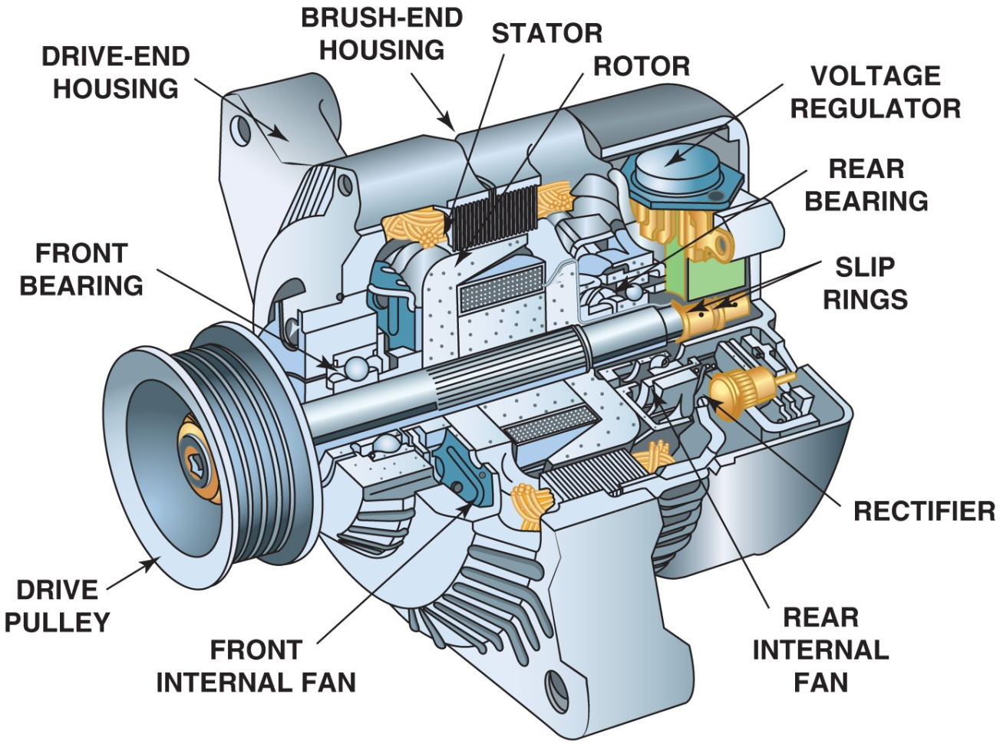 BRUSH-END
HOUSING
STATOR
ROTOR
DRIVE-END
HOUSING
VOLTAGE
REGULATOR
REAR
BEARING
FRONT
BEARING
SLIP
RINGS
RECTIFIER
DRIVE
PULLEY
FRONT
INTERNAL FAN
REAR
INTERNAL
FAN